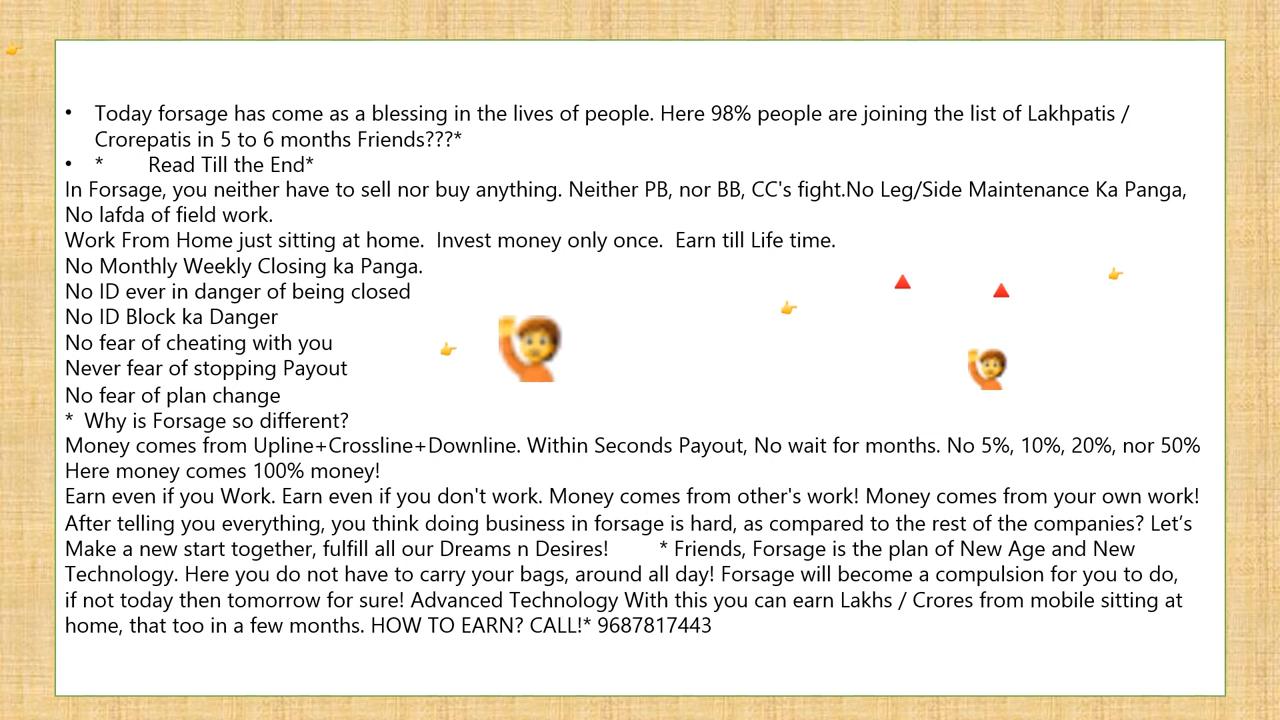 • Today forsage has come as a blessing in the lives of people. Here 98% people are joining the list of Lakhpatis /
Crorepatis in 5 to 6 months Friends???*
• * Read Till the End*
In Forsage, you neither have to sell nor buy anything. Neither PB, nor BB, CC's fight.No Leg/Side Maintenance Ka Panga,
No lafda of field work.
Work From Home just sitting at home. Invest money only once. Earn till Life time.
No Monthly Weekly Closing ka Panga.
No ID ever in danger of being closed
No ID Block ka Danger
No fear of cheating with you
Never fear of stopping Payout
No fear of plan change
* Why is Forsage so different?
Money comes from Upline+Crossline+Downline. Within Seconds Payout, No wait for months. No 5%, 10%, 20%, nor 50%
Here money comes 100% money!
Earn even if you Work. Earn even if you don't work. Money comes from other's work! Money comes from your own work!
After telling you everything, you think doing business in forsage is hard, as compared to the rest of the companies? Let’s
Make a new start together, fulfill all our Dreams n Desires! * Friends, Forsage is the plan of New Age and New
Technology. Here you do not have to carry your bags, around all day! Forsage will become a compulsion for you to do,
if not today then tomorrow for sure! Advanced Technology With this you can earn Lakhs / Crores from mobile sitting at
home, that too in a few months. HOW TO EARN? CALL!* 9687817443